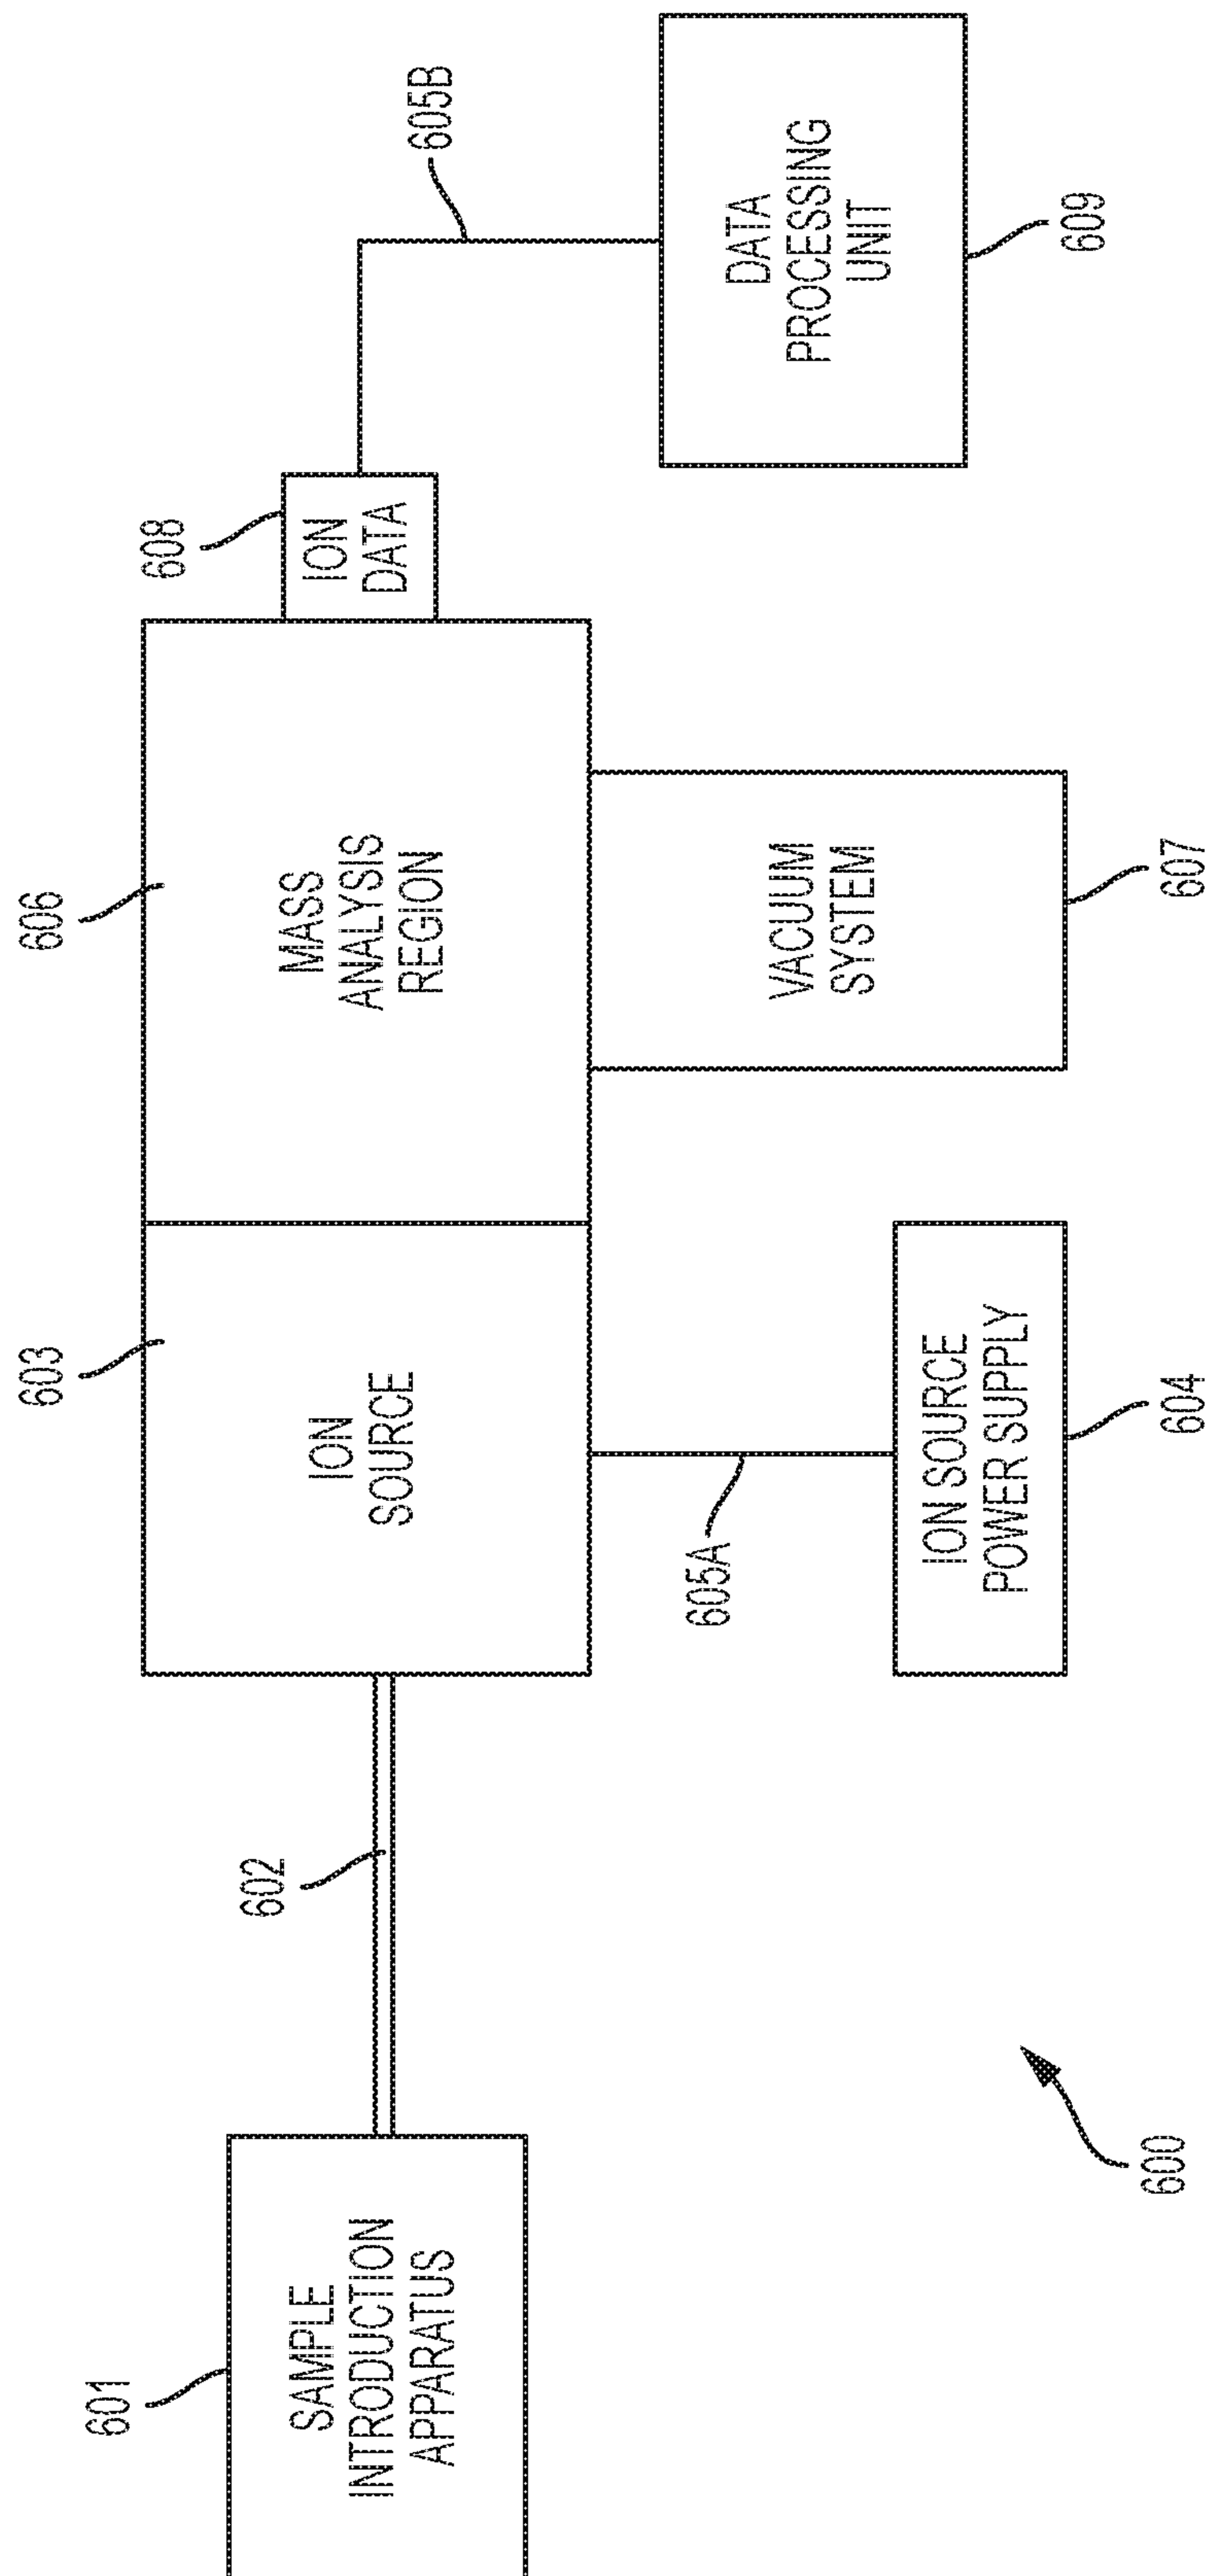 601
SAMPLE
INTRODUCTION
APPARATUS
602
603
ION
SOURCE
605A
ION SOURCE
POWER SUPPLY
604
606
MASS
ANALYSIS
REGION
VACUUM
SYSTEM
607
608
ION
DATA
605B
DATA
PROCESSING
UNIT
609
600